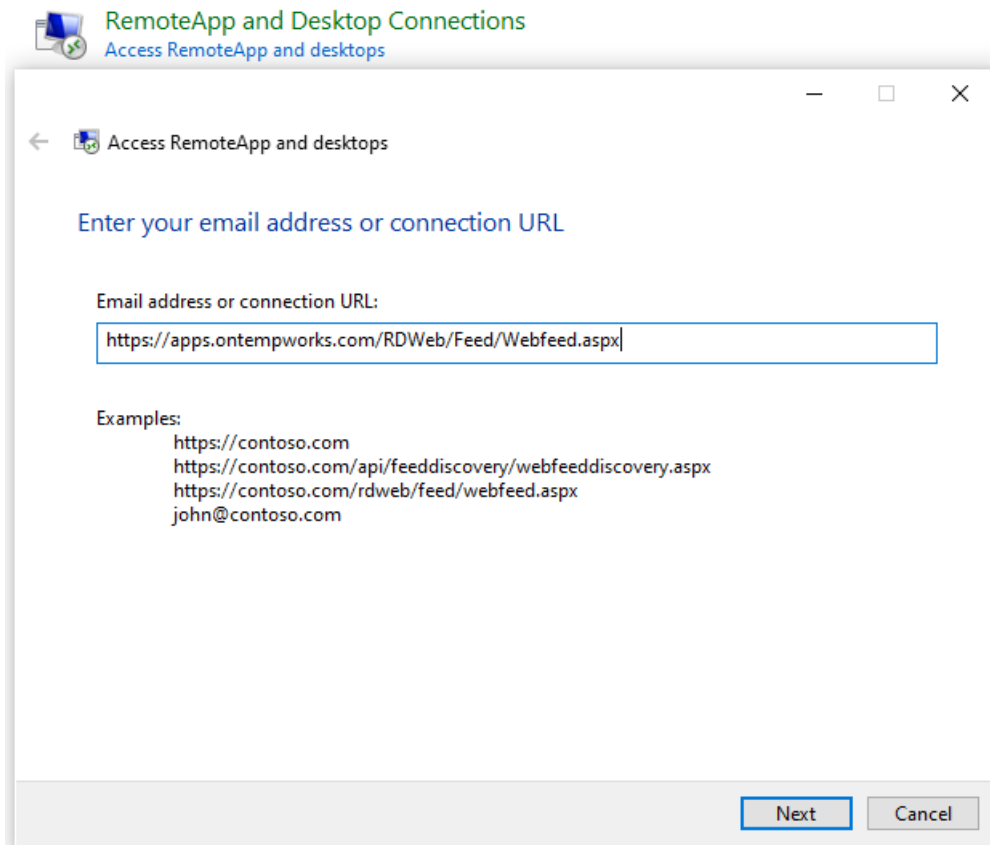 RemoteApp and Desktop Connections
Access RemoteApp and desktops
Access RemoteApp and desktops
Enter your email address or connection URL
Email address or connection URL:
https://apps.ontempworks.com/RDWeb/Feed/Webfeed.aspx
Examples:
https://contoso.com
https://contoso.com/api/feeddiscovery/webfeeddiscovery.aspx
https://contoso.com/rdweb/feed/webfeed.aspx
john@contoso.com
Next Cancel